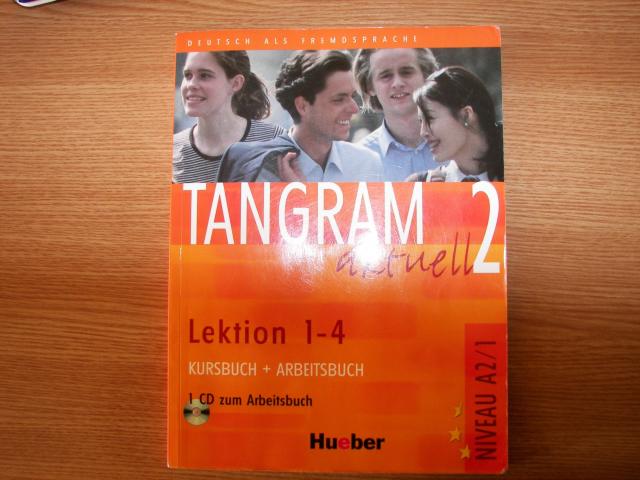 DEUTSCH ALS FREMDSPRACHE
TANGRAM
aktuell 2
Lektion 1-4
KURSBUCH + ARBEITSBUCH
1 CD zum Arbeitsbuch
NIVEAU A2/1
Hueber